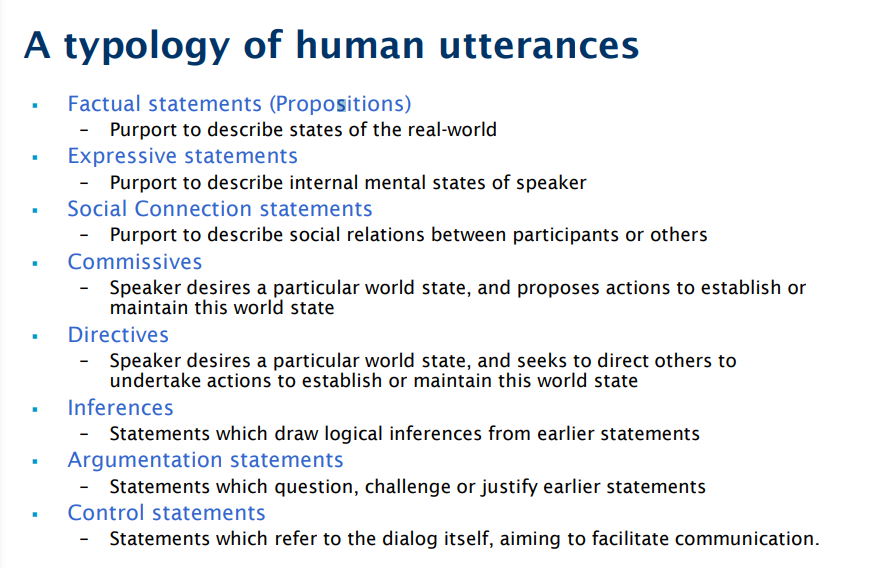 A typology of human utterances
▪ Factual statements (Propositions)
– Purport to describe states of the real-world
▪ Expressive statements
– Purport to describe internal mental states of speaker
▪ Social Connection statements
– Purport to describe social relations between participants or others
▪ Commissives
– Speaker desires a particular world state, and proposes actions to establish or
maintain this world state
▪ Directives
– Speaker desires a particular world state, and seeks to direct others to
undertake actions to establish or maintain this world state
▪ Inferences
– Statements which draw logical inferences from earlier statements
▪ Argumentation statements
– Statements which question, challenge or justify earlier statements
▪ Control statements
– Statements which refer to the dialog itself, aiming to facilitate communication.